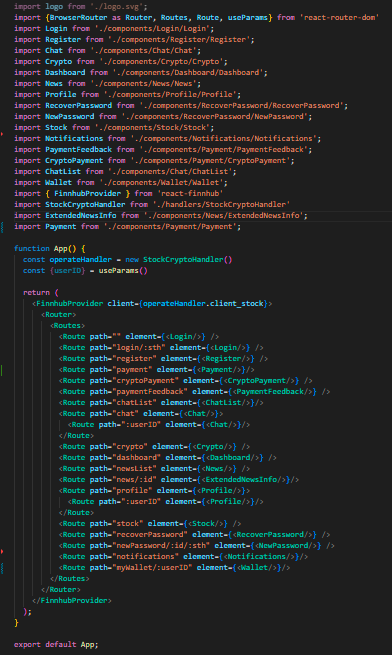 import logo from './logo.svg';
import {BrowserRouter as Router, Routes, Route, useParams} from 'react-router-dom'
import Login from './components/Login/Login';
import Register from './components/Register/Register';
import Chat from './components/Chat/Chat';
import Crypto from './components/Crypto/Crypto';
import Dashboard from './components/Dashboard/Dashboard';
import News from './components/News/News';
import Profile from './components/Profile/Profile';
import RecoverPassword from './components/RecoverPassword/RecoverPassword';
import NewPassword from './components/RecoverPassword/NewPassword';
import Stock from './components/Stock/Stock';
import Notifications from './components/Notifications/Notifications';
import PaymentFeedback from './components/Payment/PaymentFeedback';
import CryptoPayment from './components/Payment/CryptoPayment';
import ChatList from './components/Chat/ChatList';
import Wallet from './components/Wallet/Wallet';
import { FinnhubProvider } from 'react-finnhub'
import StockCryptoHandler from './handlers/StockCryptoHandler'
import ExtendedNewsInfo from './components/News/ExtendedNewsInfo';
import Payment from './components/Payment/Payment';
function App() {
const operateHandler = new StockCryptoHandler()
const {userID} = useParams()
return (
<FinnhubProvider client={operateHandler.client_stock}>
<Router>
<Routes>
<Route path="" element={<Login/>} />
<Route path="login/:sth" element={<Login/>} />
<Route path="register" element={<Register/>} />
<Route path="payment" element={<Payment/>}/>
<Route path="cryptoPayment" element={<CryptoPayment/>} />
<Route path="paymentFeedback" element={<PaymentFeedback/>} />
<Route path="chatList" element={<ChatList/>}/>
<Route path="chat" element={<Chat/>}>
<Route path=":userID" element={<Chat/>}/>
</Route>
<Route path="crypto" element={<Crypto/>} />
<Route path="dashboard" element={<Dashboard/>} />
<Route path="newsList" element={<News/>} />
<Route path="news/:id" element={<ExtendedNewsInfo/>}/>
<Route path="profile" element={<Profile/>}>
<Route path=":userID" element={<Profile/>}/>
</Route>
<Route path="stock" element={<Stock/>} />
<Route path="recoverPassword" element={<RecoverPassword/>} />
<Route path="newPassword/:id/:sth" element={<NewPassword/>} />
<Route path="notifications" element={<Notifications/>}/>
<Route path="myWallet/:userID" element={<Wallet/>}/>
</Routes>
</Router>
</FinnhubProvider>
);
}
export default App;